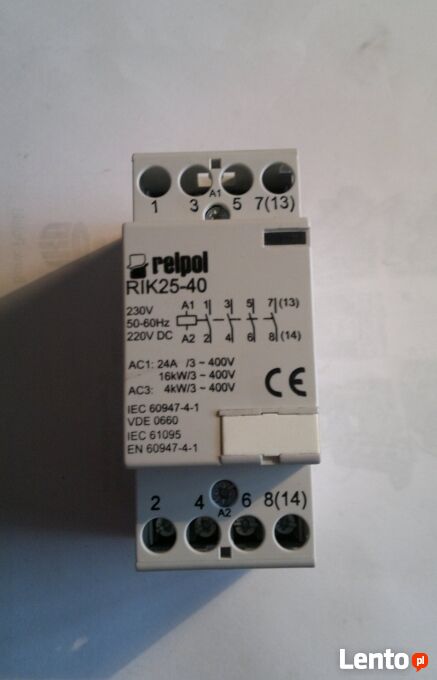 1 3 A1 5 7(13)
relpol
RIK25-40
230V
50-60Hz
220V DC
A1 1 3 5 7 (13)
A2 2 4 6 8 (14)
AC1: 24A /3 ~ 400V
16kW/3 ~ 400V
AC3: 4kW/3 ~ 400V
CE
IEC 60947-4-1
VDE 0660
IEC 61095
EN 60947-4-1
2 4 A2 6 8(14)
Lento.pl